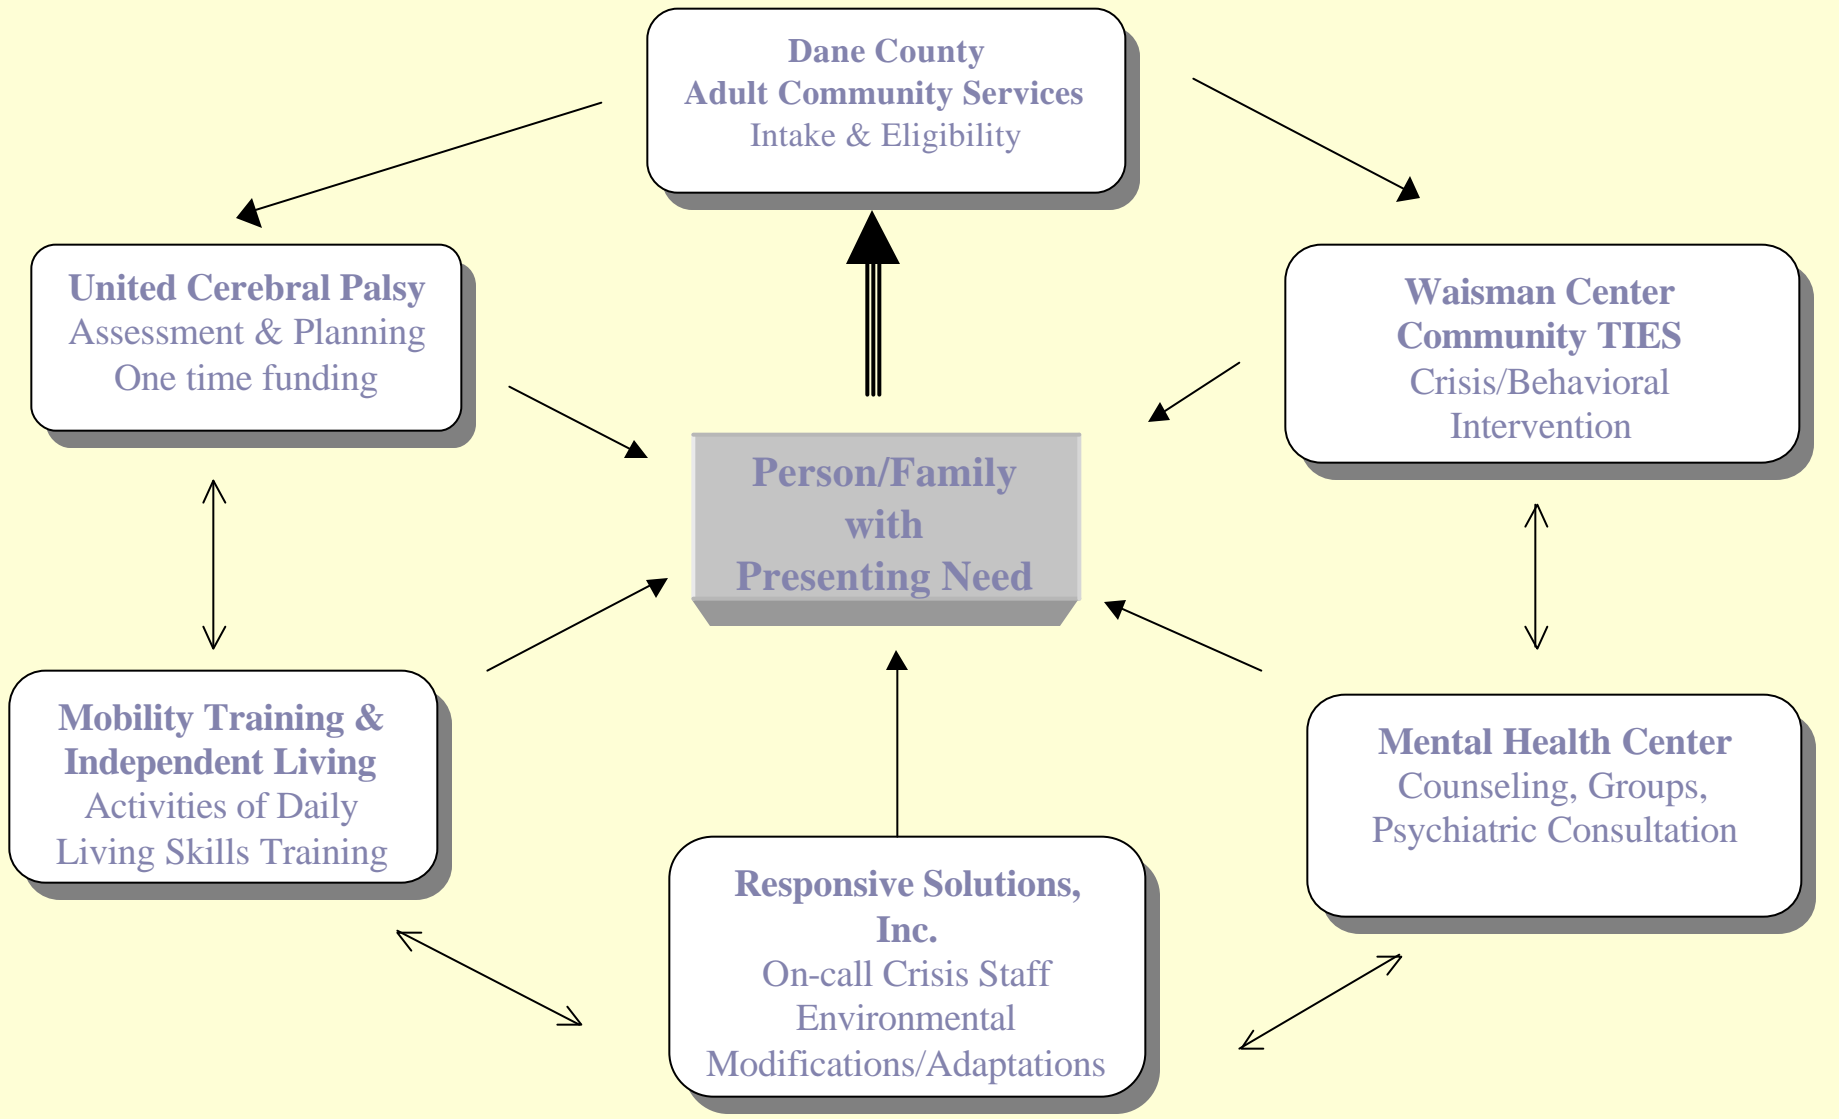 Dane County
Adult Community Services
Intake & Eligibility
United Cerebral Palsy
Assessment & Planning
One time funding
Waisman Center
Community TIES
Crisis/Behavioral
Intervention
Person/Family
with
Presenting Need
Mobility Training &
Independent Living
Activities of Daily
Living Skills Training
Mental Health Center
Counseling, Groups,
Psychiatric Consultation
Responsive Solutions,
Inc.
On-call Crisis Staff
Environmental
Modifications/Adaptations